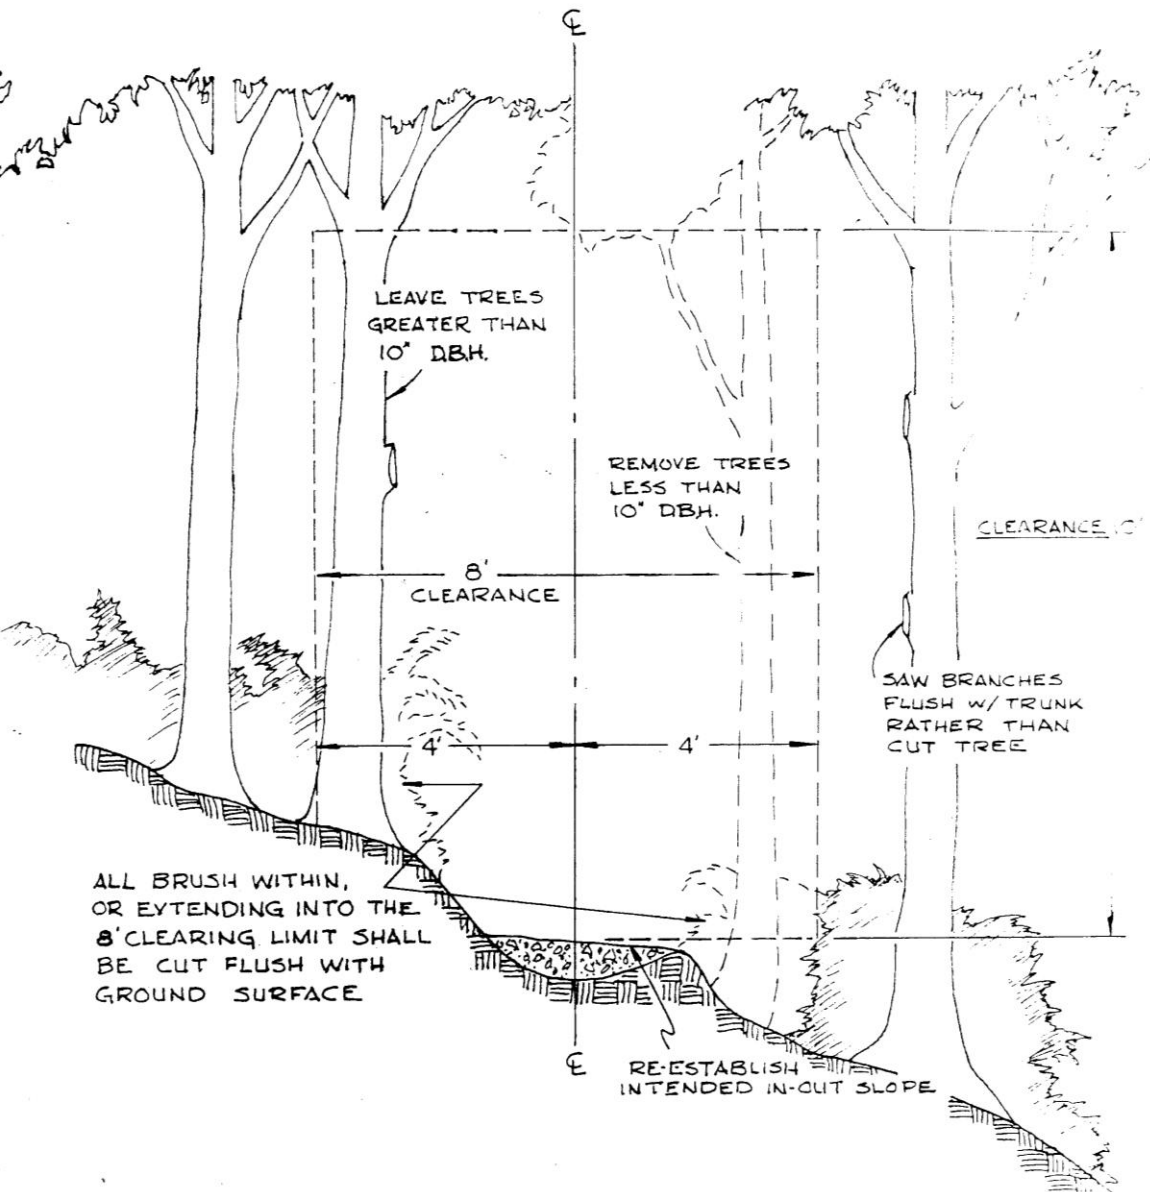 ℄
LEAVE TREES
GREATER THAN
10" D.B.H.
REMOVE TREES
LESS THAN
10" D.B.H.
CLEARANCE 10'
8'
CLEARANCE
SAW BRANCHES
FLUSH W/ TRUNK
RATHER THAN
CUT TREE
4'
4'
ALL BRUSH WITHIN,
OR EXTENDING INTO THE
8' CLEARING LIMIT SHALL
BE CUT FLUSH WITH
GROUND SURFACE
℄
RE-ESTABLISH
INTENDED IN-OUT SLOPE